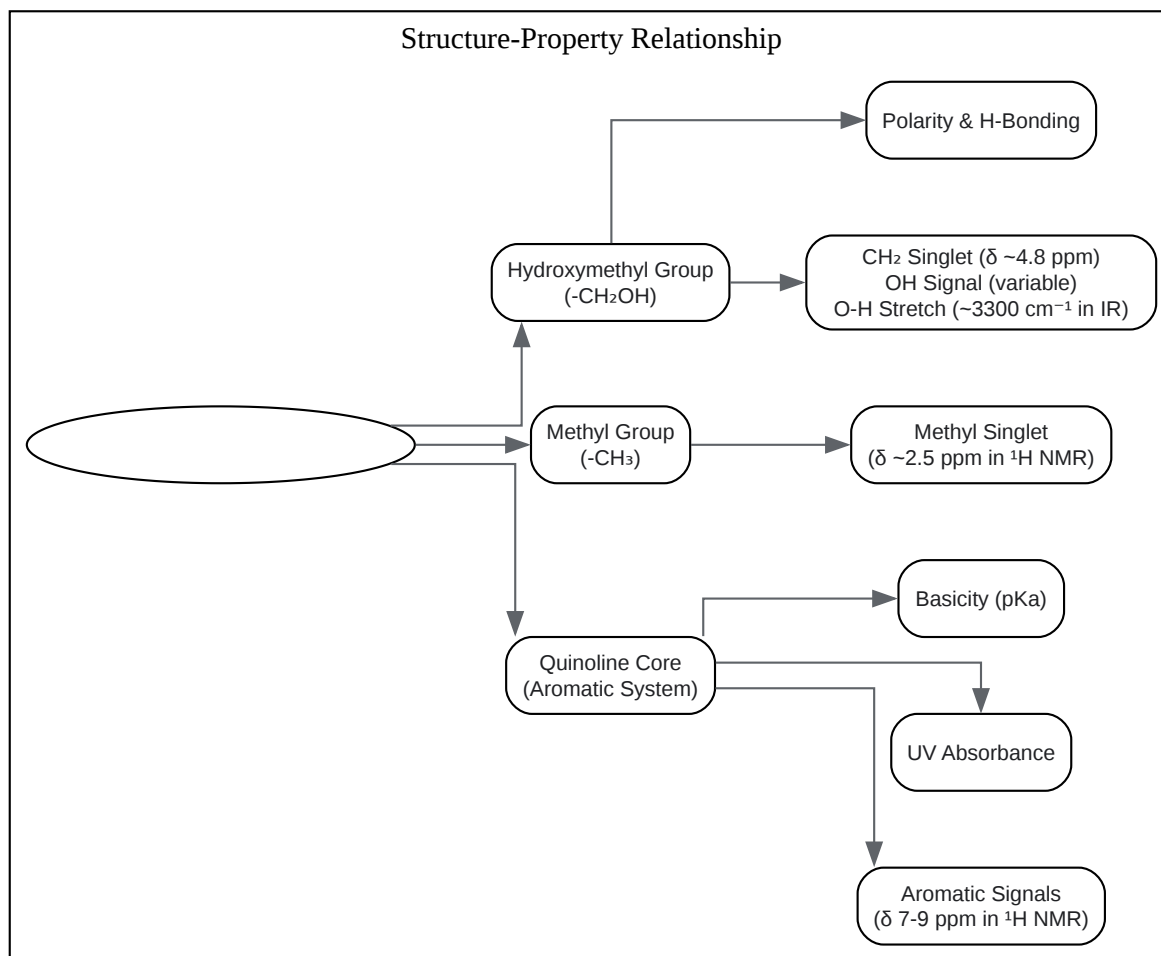 Structure-Property Relationship
Polarity & H-Bonding
Hydroxymethyl Group
(-CH₂OH)
CH₂ Singlet (δ ~4.8 ppm)
OH Signal (variable)
O-H Stretch (~3300 cm⁻¹ in IR)
Methyl Group
(-CH₃)
Methyl Singlet
(δ ~2.5 ppm in ¹H NMR)
Basicity (pKa)
Quinoline Core
(Aromatic System)
UV Absorbance
Aromatic Signals
(δ 7-9 ppm in ¹H NMR)